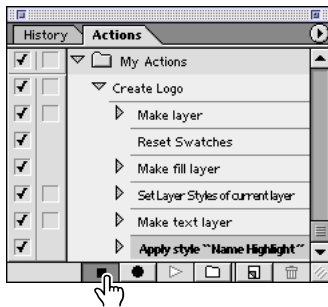 History Actions
My Actions
Create Logo
Make layer
Reset Swatches
Make fill layer
Set Layer Styles of current layer
Make text layer
Apply style ``Name Highlight´´